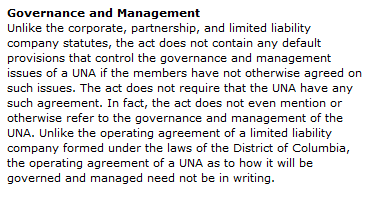 Governance and Management
Unlike the corporate, partnership, and limited liability
company statutes, the act does not contain any default
provisions that control the governance and management
issues of a UNA if the members have not otherwise agreed on
such issues. The act does not require that the UNA have any
such agreement. In fact, the act does not even mention or
otherwise refer to the governance and management of the
UNA. Unlike the operating agreement of a limited liability
company formed under the laws of the District of Columbia,
the operating agreement of a UNA as to how it will be
governed and managed need not be in writing.